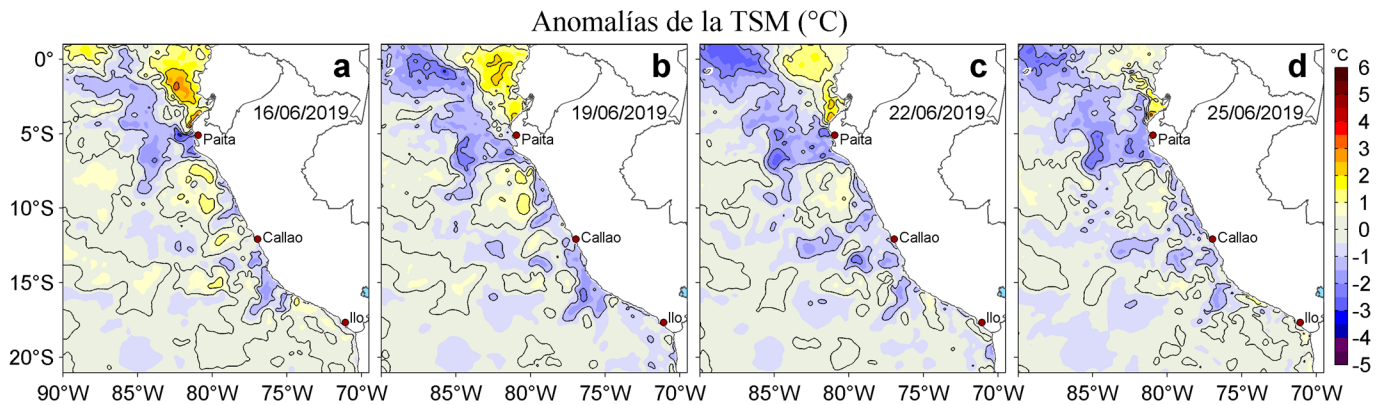 Anomalías de la TSM (°C)
a
16/06/2019
Paita
Callao
Ilo
b
19/06/2019
Paita
Callao
Ilo
c
22/06/2019
Paita
Callao
Ilo
d
25/06/2019
Paita
Callao
Ilo
0°
5°S
10°S
15°S
20°S
90°W 85°W 80°W 75°W 70°W
85°W 80°W 75°W 70°W
85°W 80°W 75°W 70°W
85°W 80°W 75°W 70°W
°C
6
5
4
3
2
1
0
-1
-2
-3
-4
-5